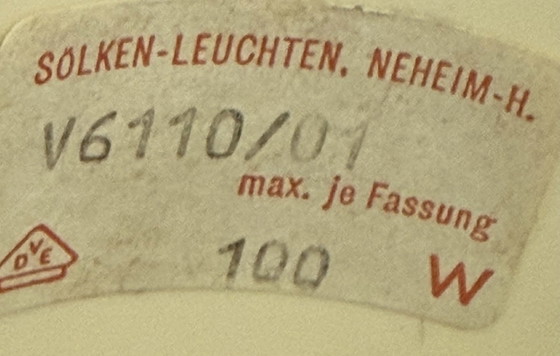 SÖLKEN-LEUCHTEN, NEHEIM-H.
V6110/01
max. je Fassung
100 W
DVE